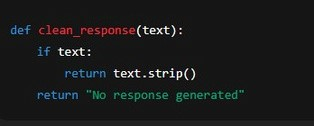 def clean_response(text):
    if text:
        return text.strip()
    return "No response generated"